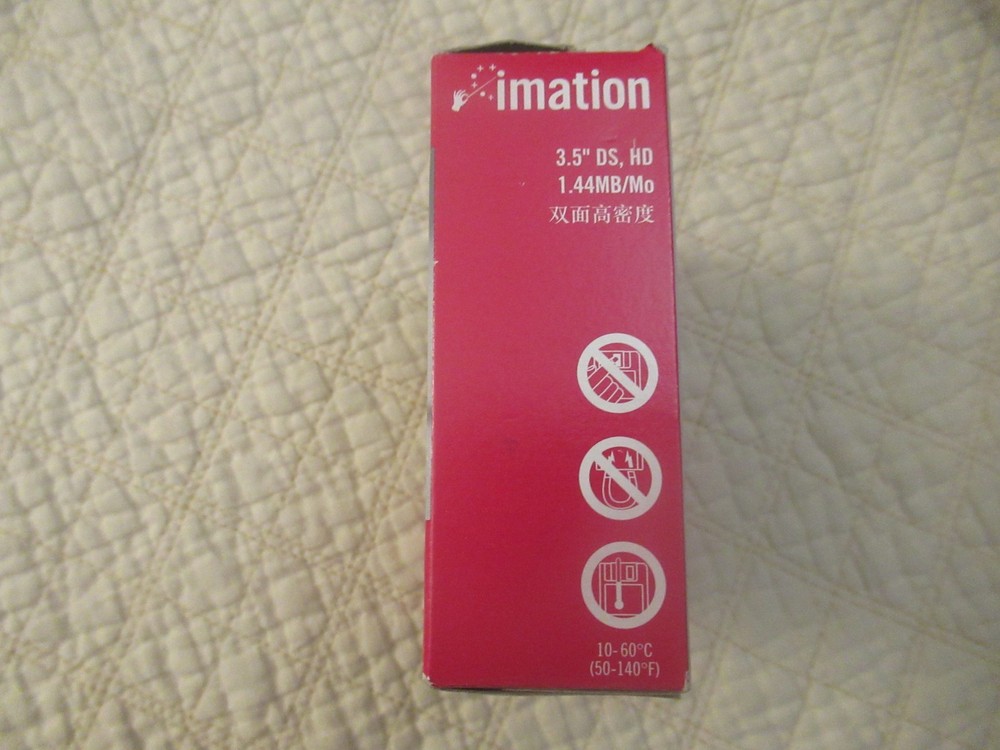 imation
3.5" DS, HD
1.44MB/Mo
双面高密度
10-60°C
(50-140°F)